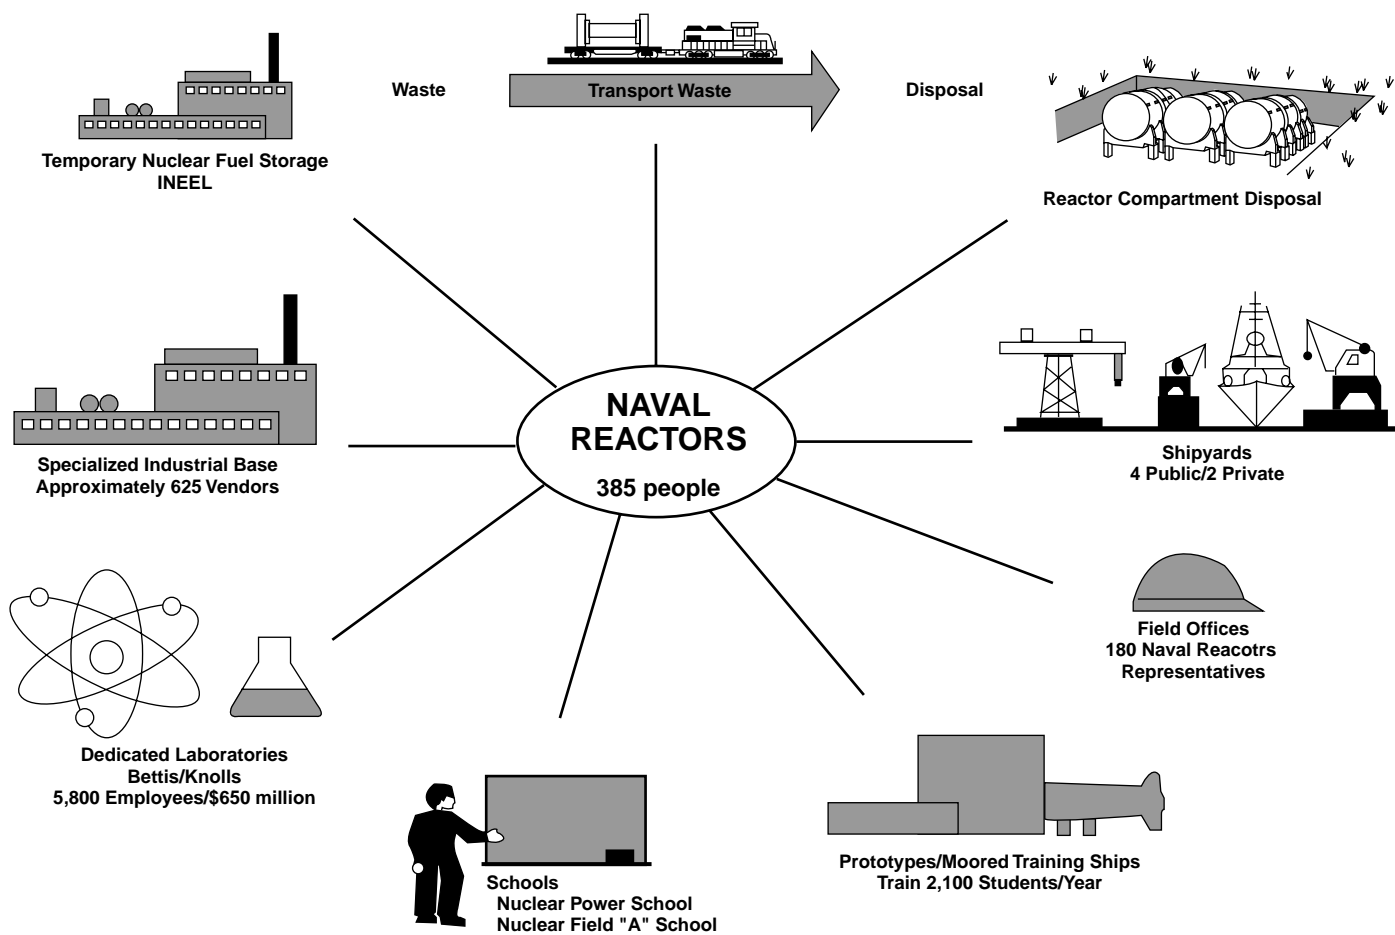 Waste
Transport Waste
Disposal
Temporary Nuclear Fuel Storage
INEEL
Reactor Compartment Disposal
NAVAL
REACTORS
385 people
Specialized Industrial Base
Approximately 625 Vendors
Shipyards
4 Public/2 Private
Field Offices
180 Naval Reacotrs
Representatives
Dedicated Laboratories
Bettis/Knolls
5,800 Employees/$650 million
Prototypes/Moored Training Ships
Train 2,100 Students/Year
Schools
Nuclear Power School
Nuclear Field "A" School